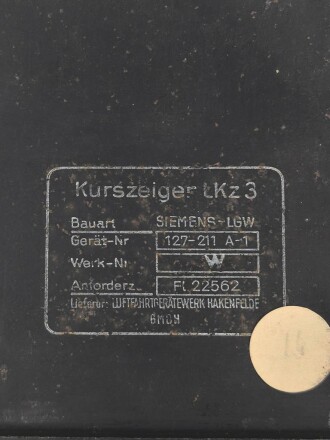 Kurszeiger LKz 3
Bauart SIEMENS-LGW
Gerät-Nr 127-211 A-1
Werk-Nr W
Anforderz. Fl. 22562
Lieferer: LUFTFAHRTGERÄTEWERK HAKENFELDE
GMBH
14